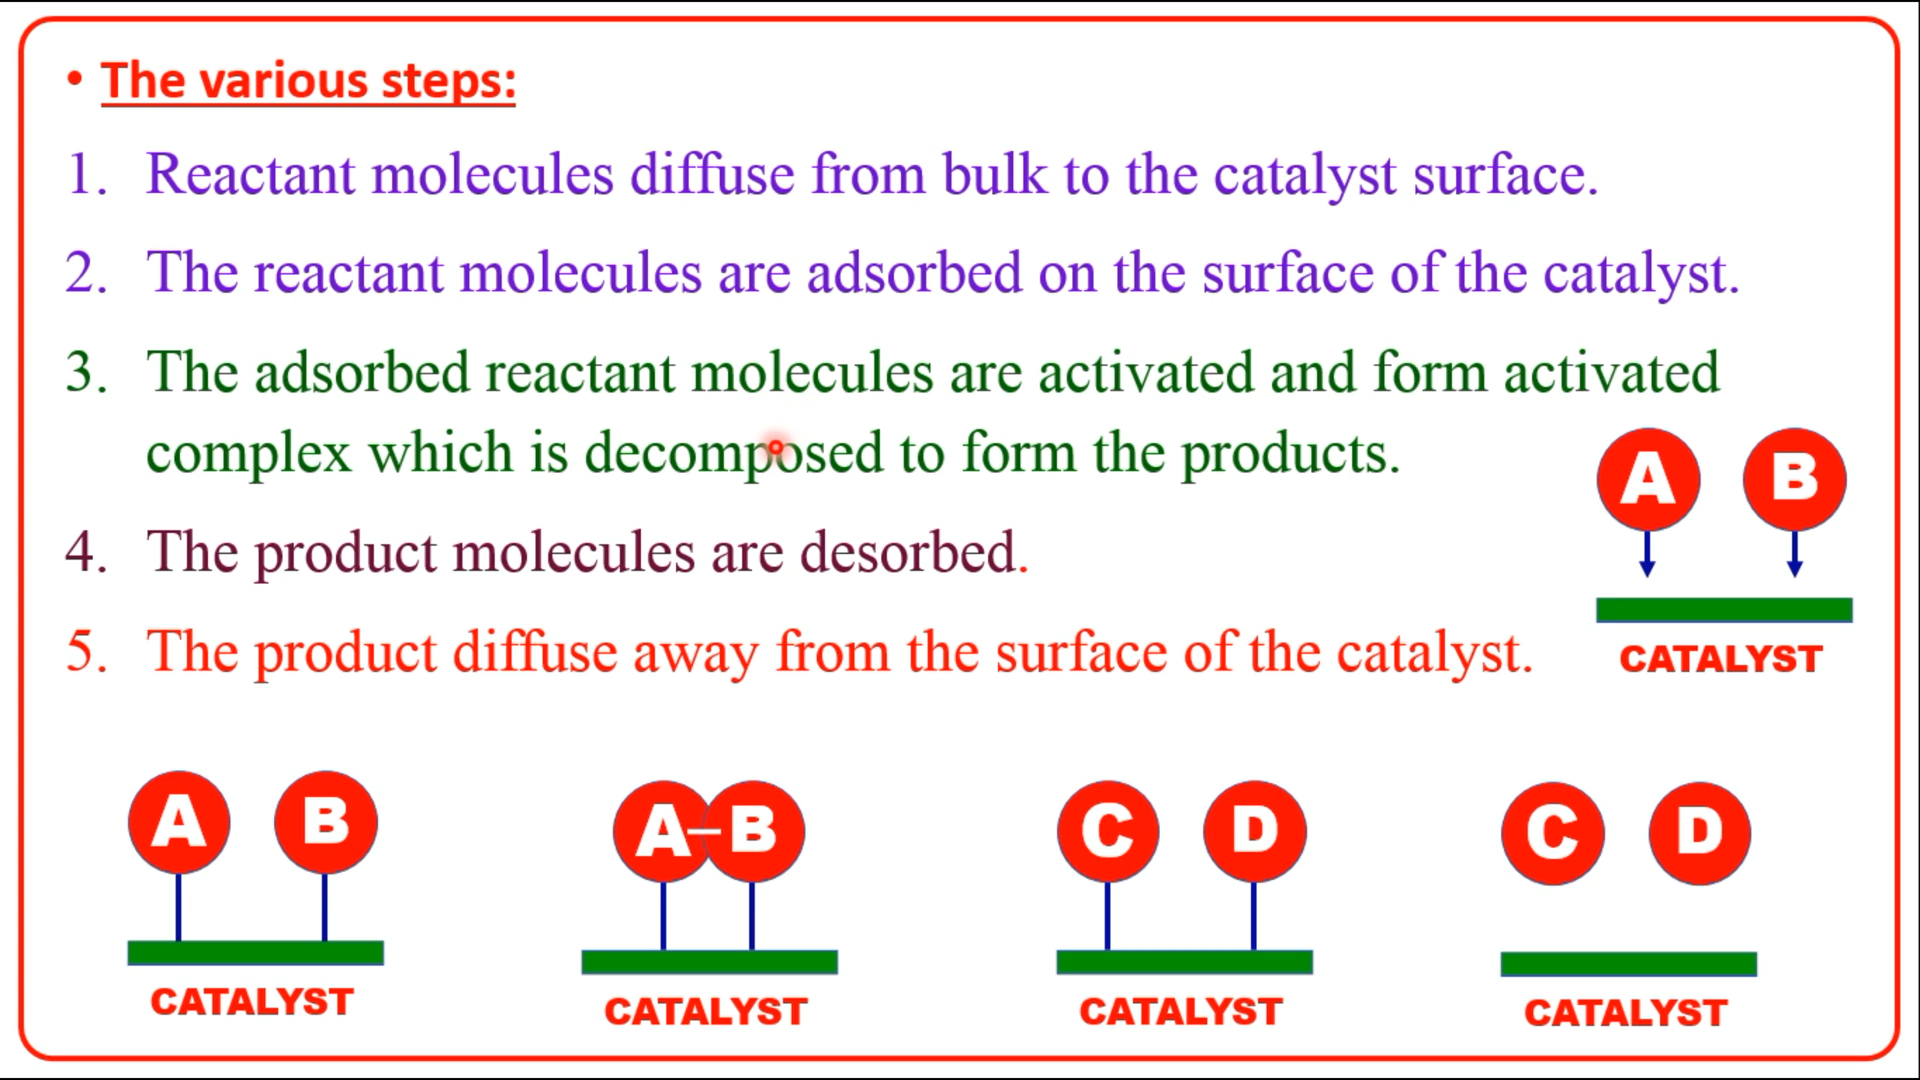 • The various steps:
1. Reactant molecules diffuse from bulk to the catalyst surface.
2. The reactant molecules are adsorbed on the surface of the catalyst.
3. The adsorbed reactant molecules are activated and form activated
complex which is decomposed to form the products.
4. The product molecules are desorbed.
5. The product diffuse away from the surface of the catalyst.
A B
CATALYST
A B
CATALYST
A–B
CATALYST
C D
CATALYST
C D
CATALYST